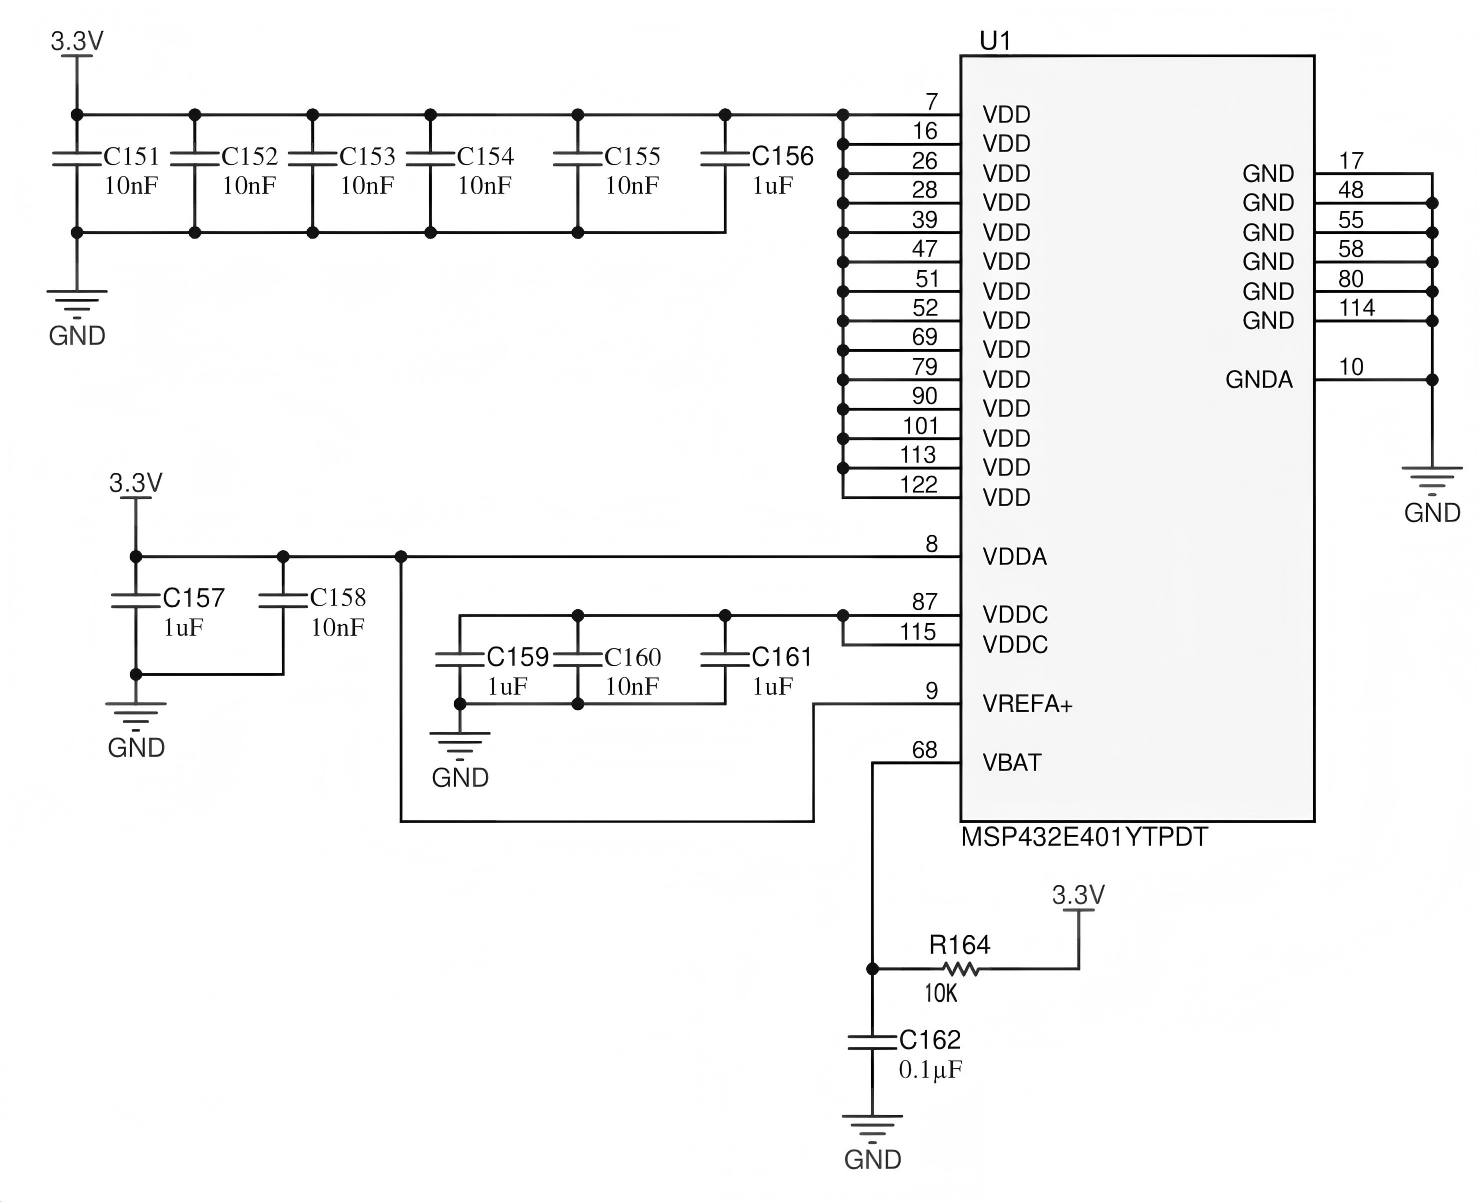 U1
3.3V
7 VDD
16 VDD
C151 C152 C153 C154 C155 C156
10nF 10nF 10nF 10nF 10nF 1uF
26 VDD GND 17
28 VDD GND 48
39 VDD GND 55
47 VDD GND 58
51 VDD GND 80
52 VDD GND 114
GND
69 VDD
79 VDD GNDA 10
90 VDD
101 VDD
113 VDD
3.3V
122 VDD
GND
8 VDDA
C157 C158
1uF 10nF
87 VDDC
115 VDDC
C159 C160 C161
1uF 10nF 1uF
9 VREFA+
GND
68 VBAT
GND
MSP432E401YTPDT
3.3V
R164
10K
C162
0.1µF
GND